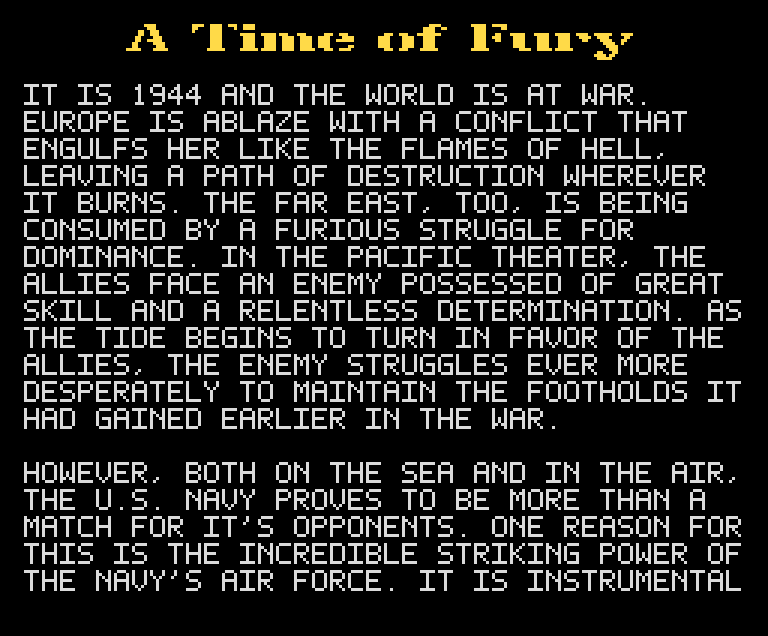 A Time of Fury
IT IS 1944 AND THE WORLD IS AT WAR.
EUROPE IS ABLAZE WITH A CONFLICT THAT
ENGULFS HER LIKE THE FLAMES OF HELL,
LEAVING A PATH OF DESTRUCTION WHEREVER
IT BURNS. THE FAR EAST, TOO, IS BEING
CONSUMED BY A FURIOUS STRUGGLE FOR
DOMINANCE. IN THE PACIFIC THEATER, THE
ALLIES FACE AN ENEMY POSSESSED OF GREAT
SKILL AND A RELENTLESS DETERMINATION. AS
THE TIDE BEGINS TO TURN IN FAVOR OF THE
ALLIES, THE ENEMY STRUGGLES EVER MORE
DESPERATELY TO MAINTAIN THE FOOTHOLDS IT
HAD GAINED EARLIER IN THE WAR.
HOWEVER, BOTH ON THE SEA AND IN THE AIR,
THE U.S. NAVY PROVES TO BE MORE THAN A
MATCH FOR IT'S OPPONENTS. ONE REASON FOR
THIS IS THE INCREDIBLE STRIKING POWER OF
THE NAVY'S AIR FORCE. IT IS INSTRUMENTAL